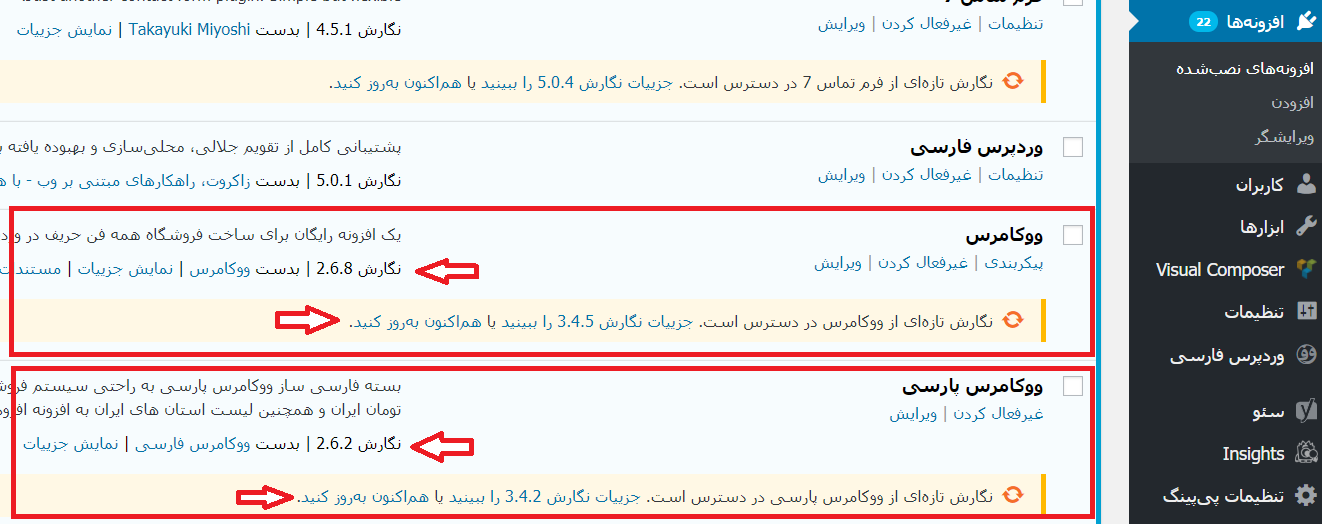 افزونه‌ها 22
افزونه‌های نصب‌شده
افزودن
ویرایشگر
کاربران
ابزارها
Visual Composer
تنظیمات
وردپرس فارسی
سئو
Insights
تنظیمات پی‌پینگ
تنظیمات | غیرفعال کردن | ویرایش
نگارش 4.5.1 | بدست Takayuki Miyoshi | نمایش جزییات
نگارش تازه‌ای از فرم تماس 7 در دسترس است. جزییات نگارش 5.0.4 را ببینید یا هم‌اکنون به‌روز کنید.
وردپرس فارسی
تنظیمات | غیرفعال کردن | ویرایش
پشتیبانی کامل از تقویم جلالی، محلی‌سازی و بهبوده یافته
نگارش 5.0.1 | بدست زاکروت، راهکارهای مبتنی بر وب - با
ووکامرس
پیکربندی | غیرفعال کردن | ویرایش
یک افزونه رایگان برای ساخت فروشگاه همه فن حریف در
نگارش 2.6.8 | بدست ووکامرس | نمایش جزییات | مستندات
نگارش تازه‌ای از ووکامرس در دسترس است. جزییات نگارش 3.4.5 را ببینید یا هم‌اکنون به‌روز کنید.
ووکامرس پارسی
غیرفعال کردن | ویرایش
بسته فارسی ساز ووکامرس پارسی به راحتی سیستم
تومان ایران و همچنین لیست استان های ایران به افزونه
نگارش 2.6.2 | بدست ووکامرس فارسی | نمایش جزییات
نگارش تازه‌ای از ووکامرس پارسی در دسترس است. جزییات نگارش 3.4.2 را ببینید یا هم‌اکنون به‌روز کنید.